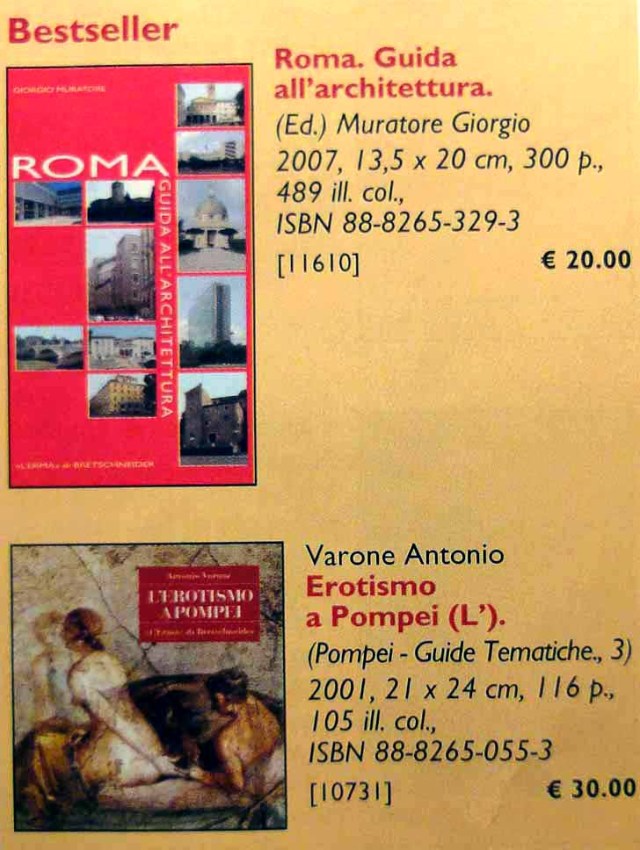 Bestseller
GIORGIO MURATORE
ROMA
GUIDA ALL'ARCHITETTURA
«L'ERMA» di BRETSCHNEIDER
Roma. Guida
all'architettura.
(Ed.) Muratore Giorgio
2007, 13,5 x 20 cm, 300 p.,
489 ill. col.,
ISBN 88-8265-329-3
[11610] € 20.00
Antonio Varone
L'EROTISMO
A POMPEI
«L'Erma» di Bretschneider
Varone Antonio
Erotismo
a Pompei (L').
(Pompei - Guide Tematiche., 3)
2001, 21 x 24 cm, 116 p.,
105 ill. col.,
ISBN 88-8265-055-3
[10731] € 30.00